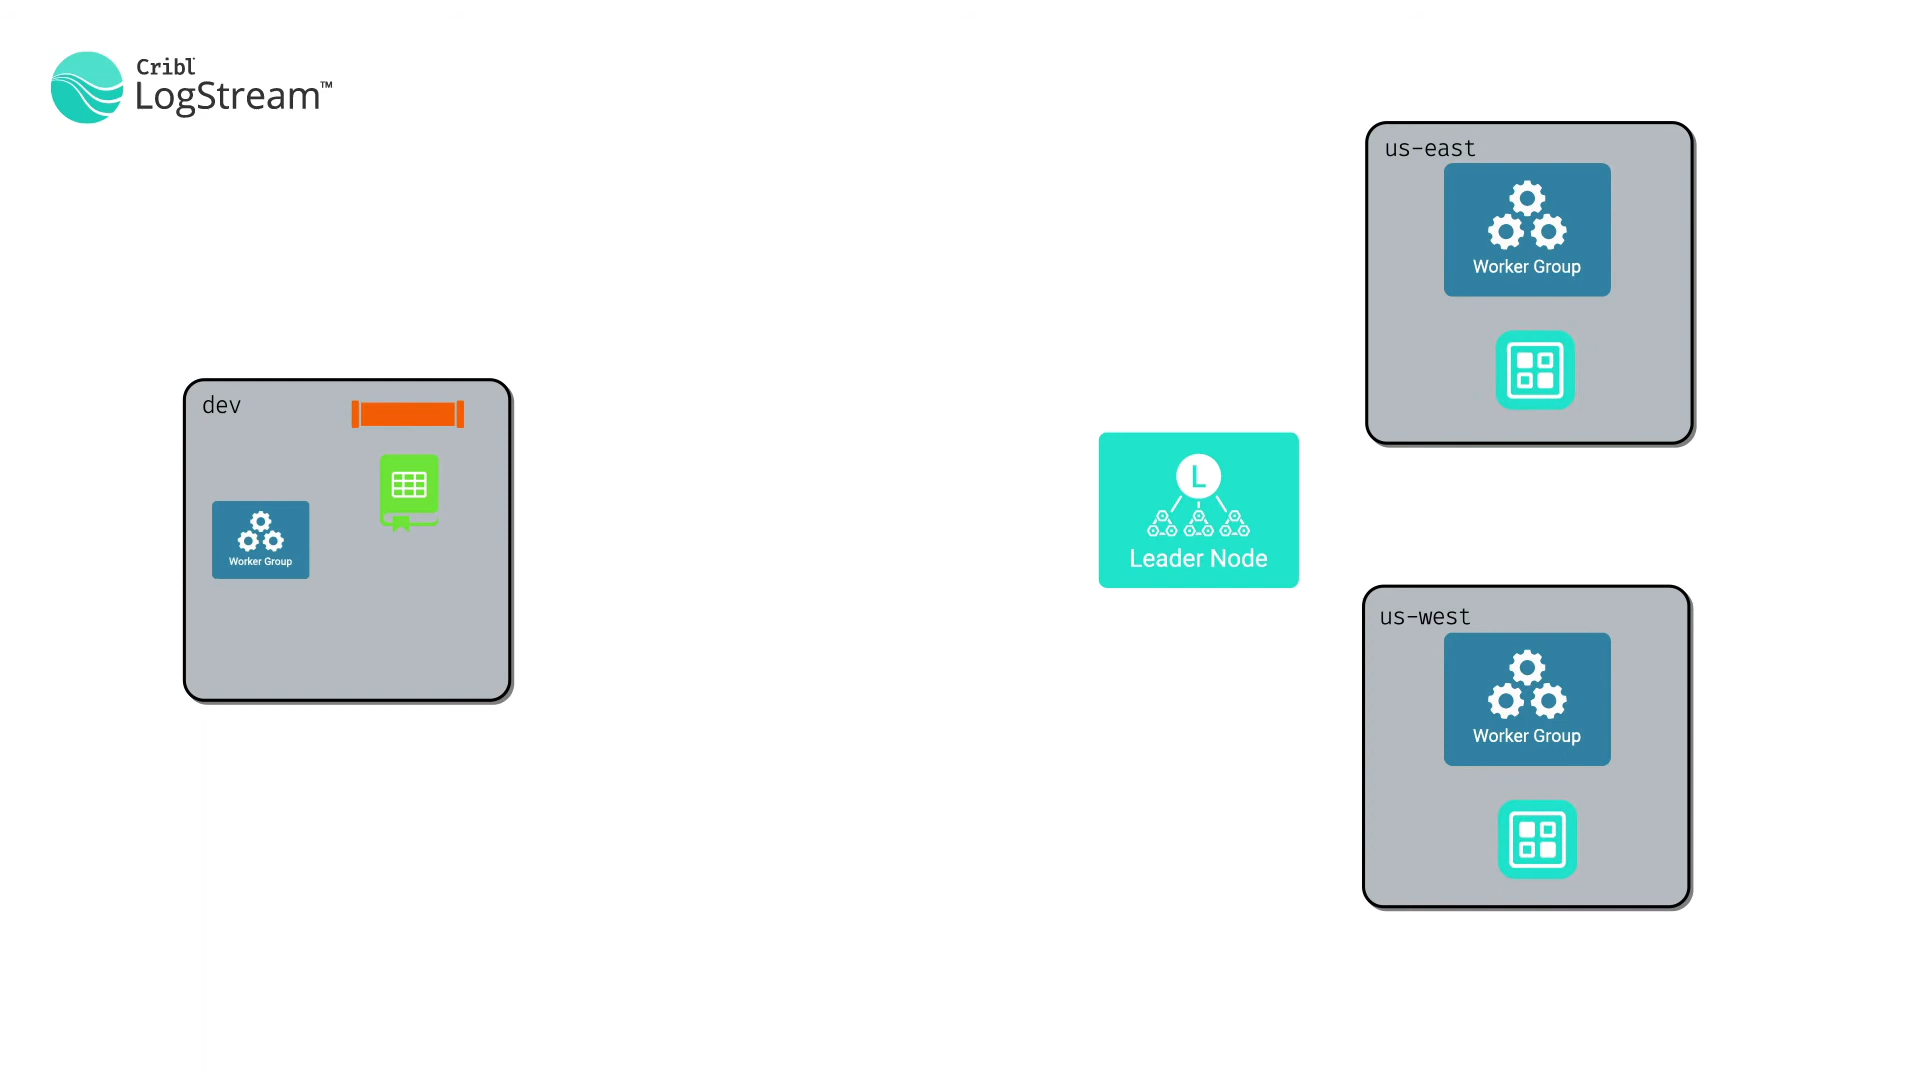 Cribl
LogStream™
us-east
Worker Group
dev
Worker Group
L
Leader Node
us-west
Worker Group